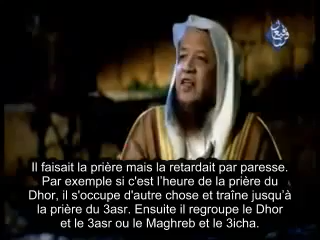 Il faisait la prière mais la retardait par paresse.
Par exemple si c'est l'heure de la prière du
Dhor, il s'occupe d'autre chose et traîne jusqu'à
la prière du 3asr. Ensuite il regroupe le Dhor
et le 3asr ou le Maghreb et le 3icha.